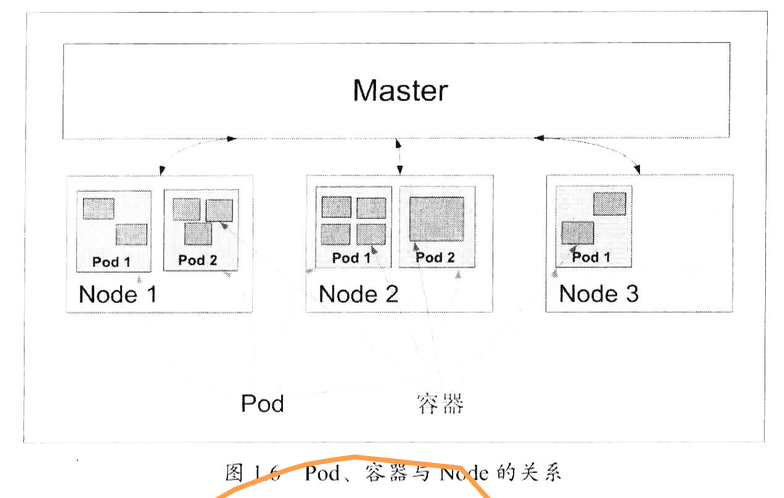 Master
Pod 1
Pod 2
Node 1
Pod 1
Pod 2
Node 2
Pod 1
Node 3
Pod
容器
图 1.6 Pod、容器与 Node 的关系